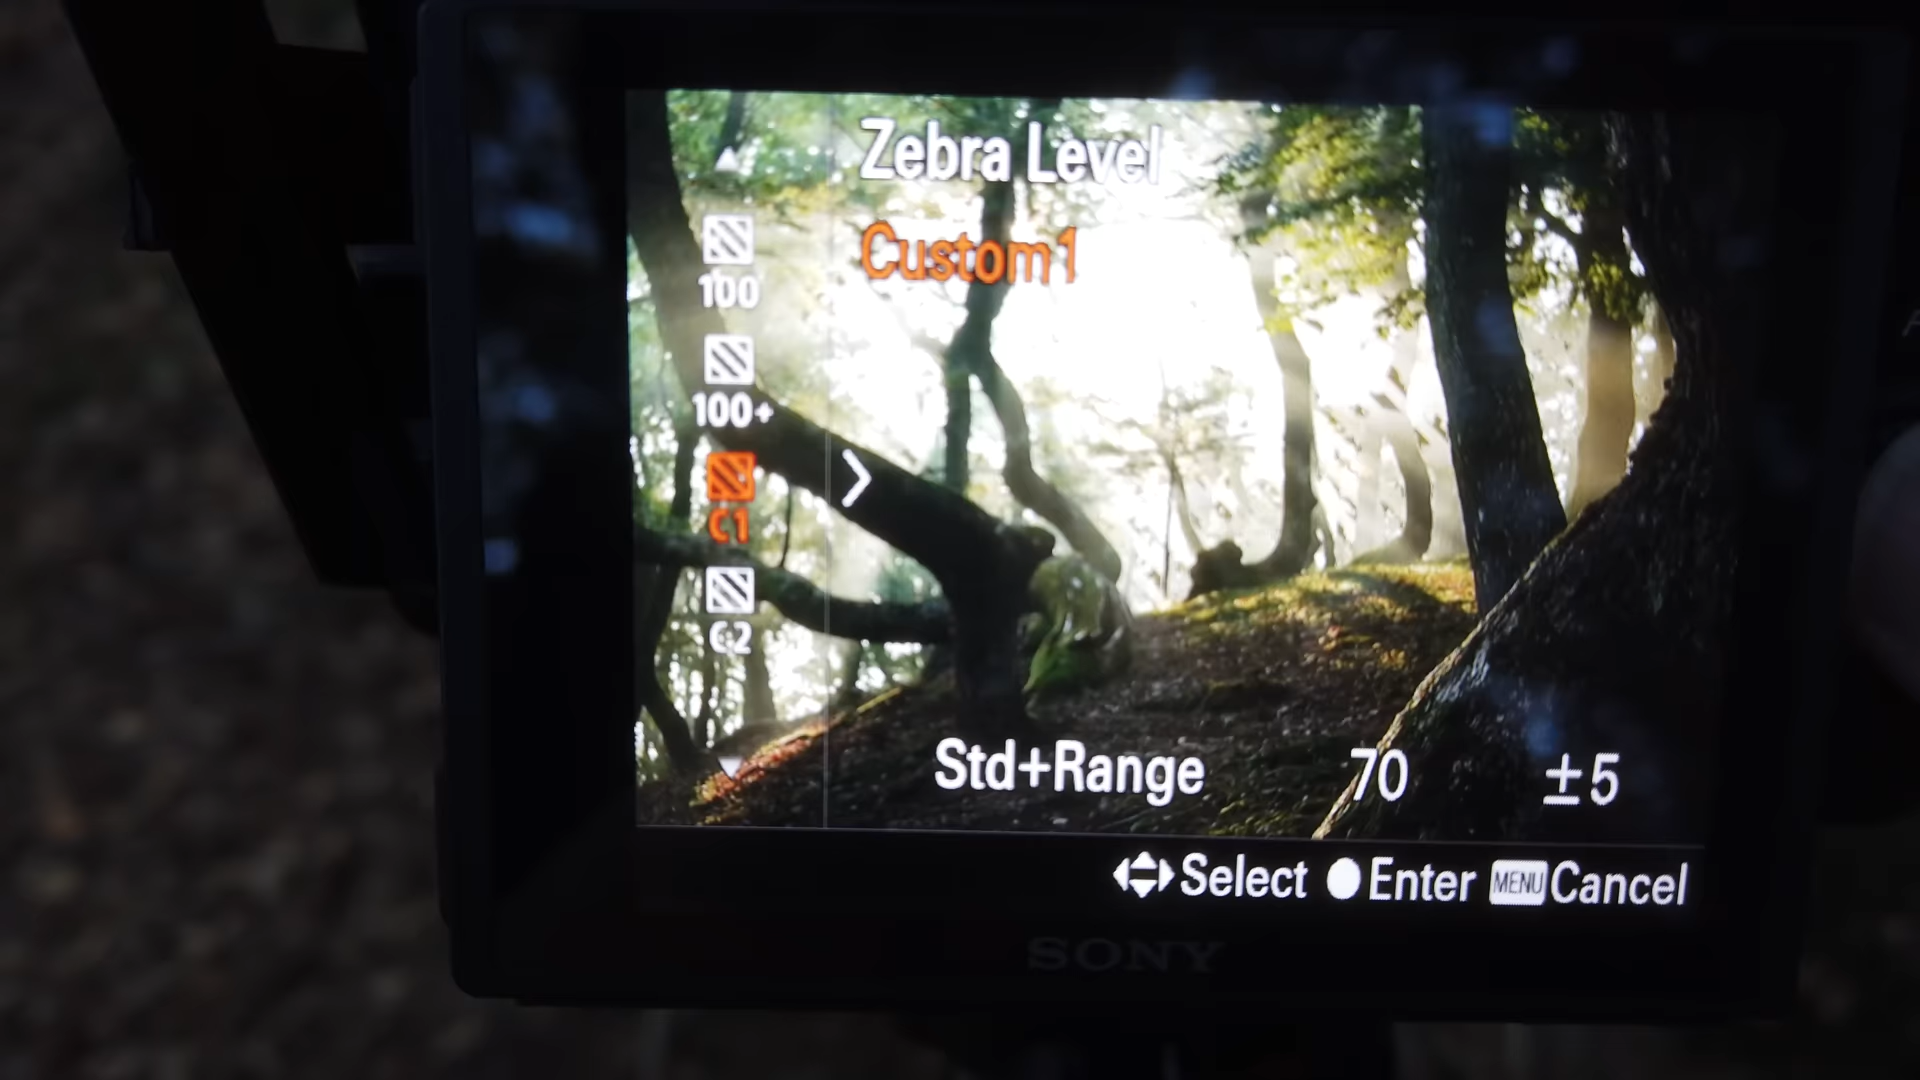 Zebra Level
Custom1
100
100+
C1
C2
Std+Range 70 ±5
Select Enter MENU Cancel
SONY